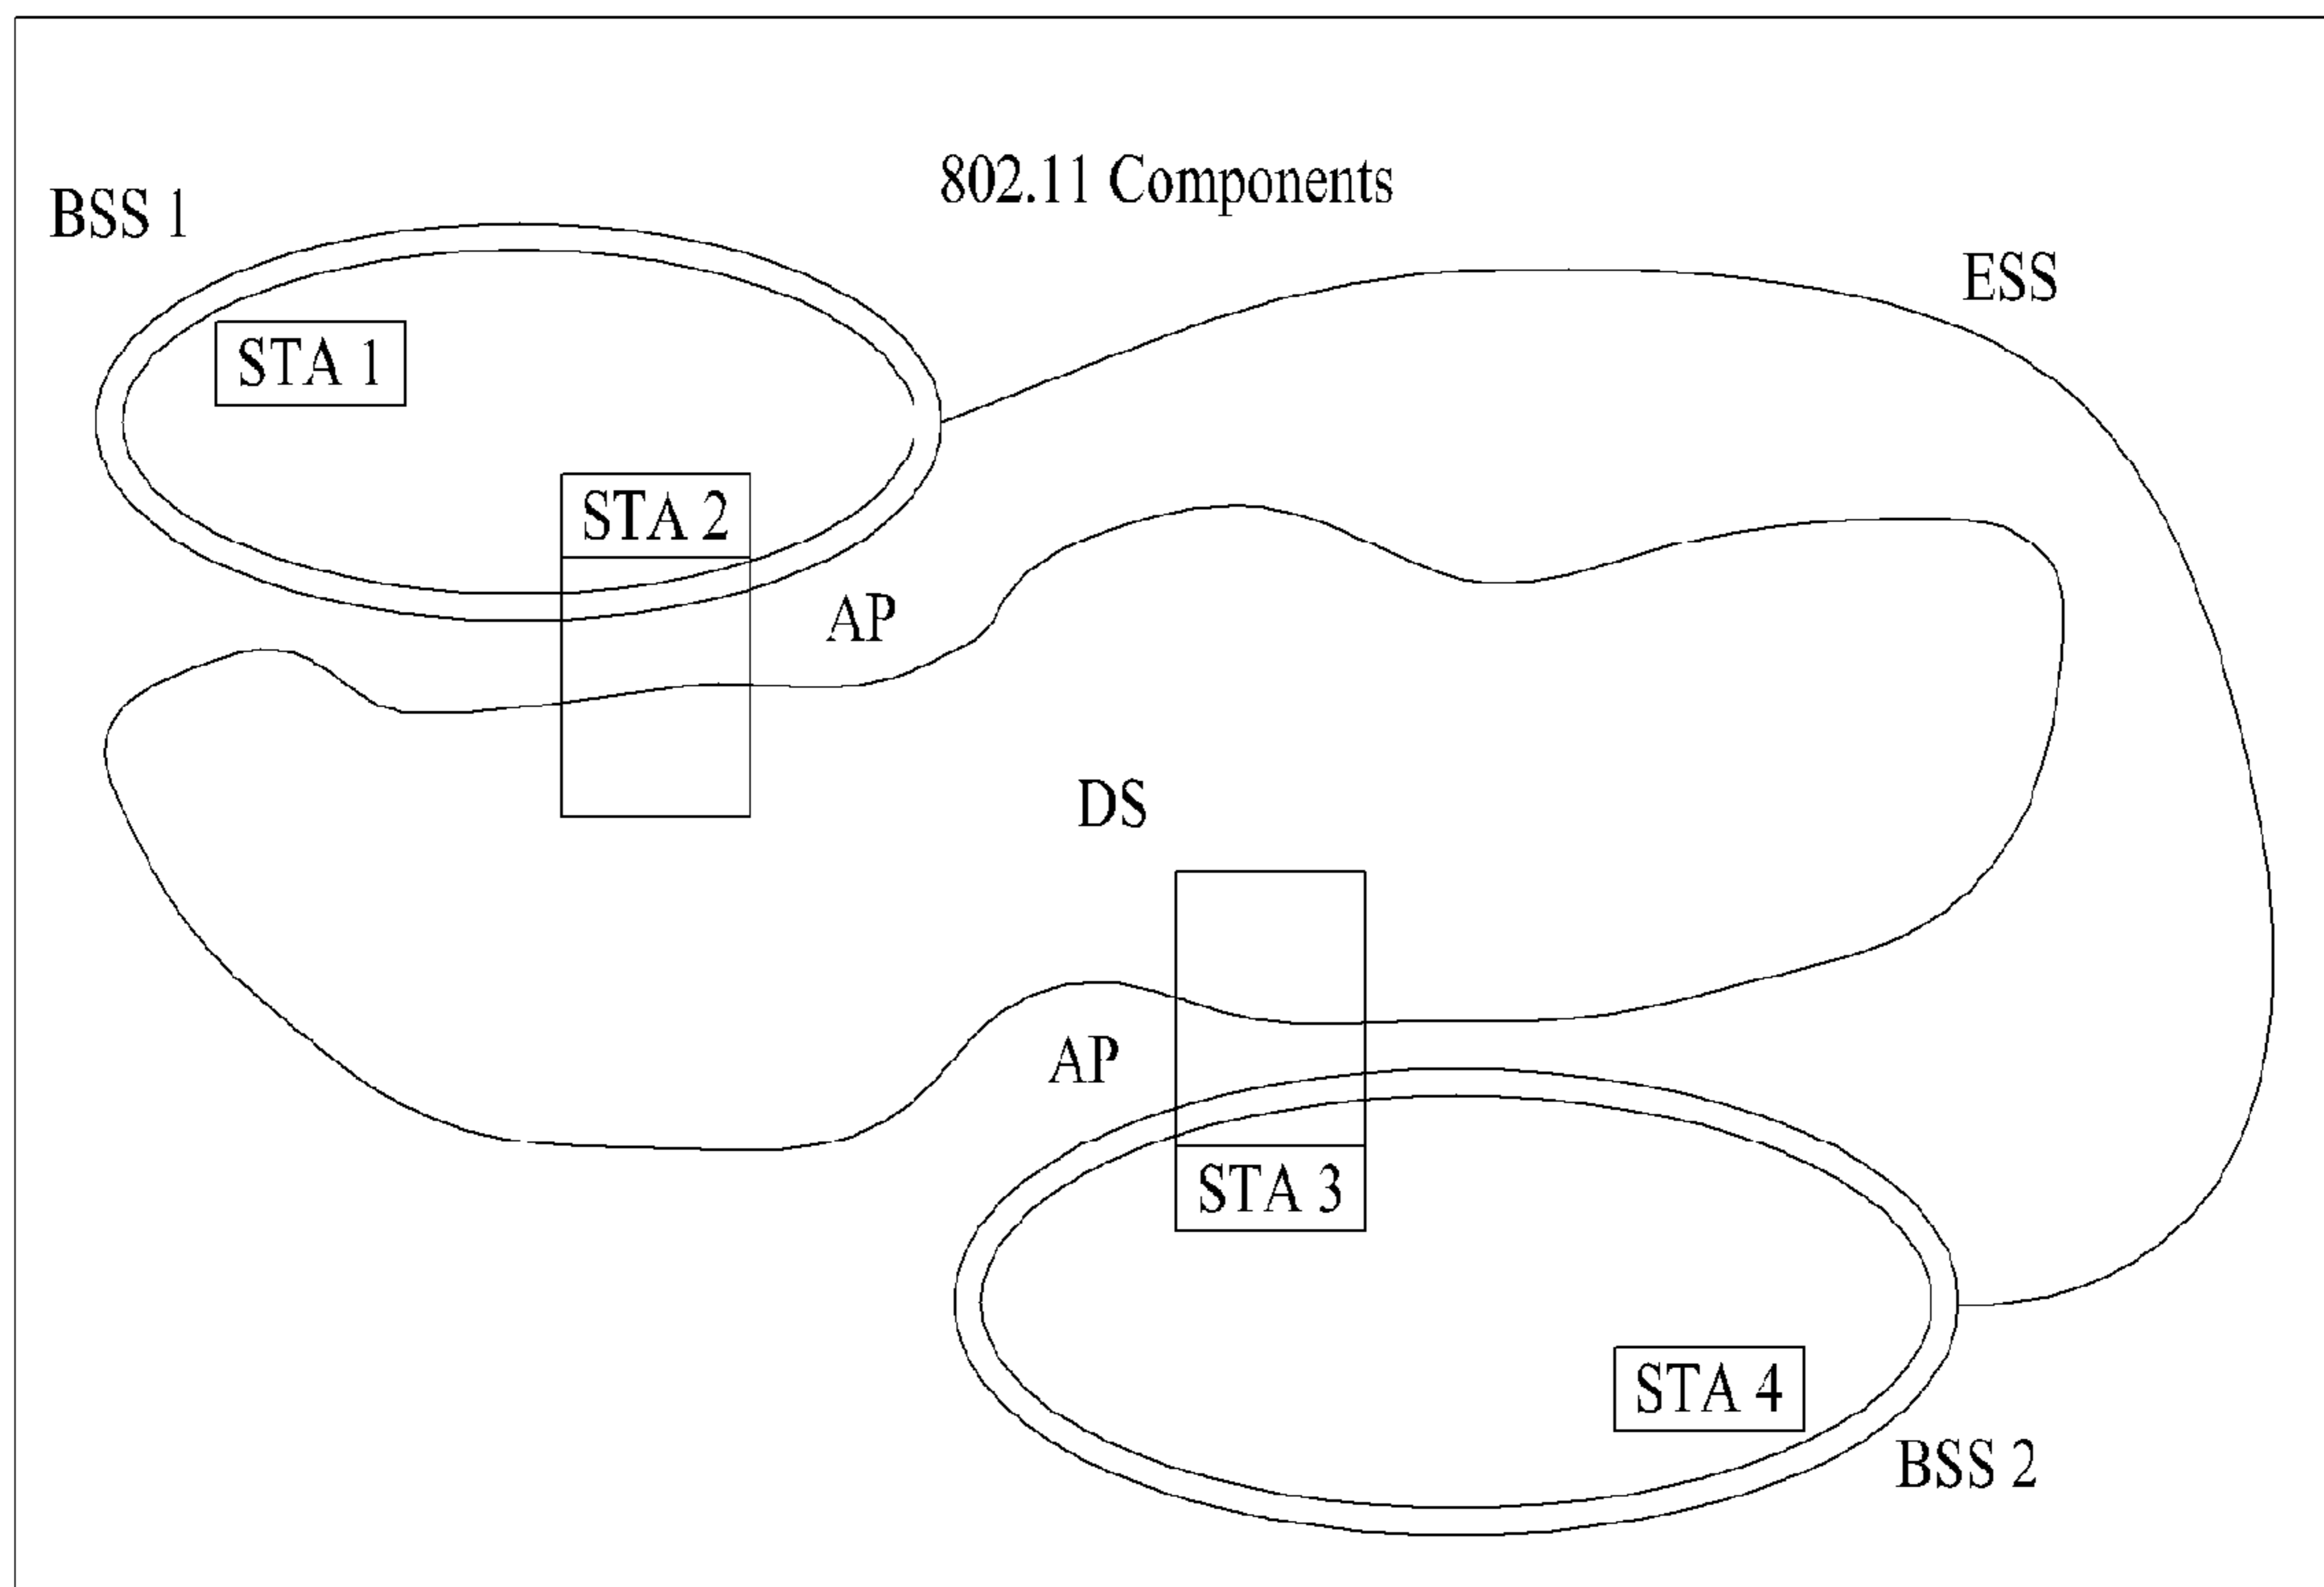 802.11 Components
BSS 1
ESS
STA 1
STA 2
AP
DS
AP
STA 3
STA 4
BSS 2